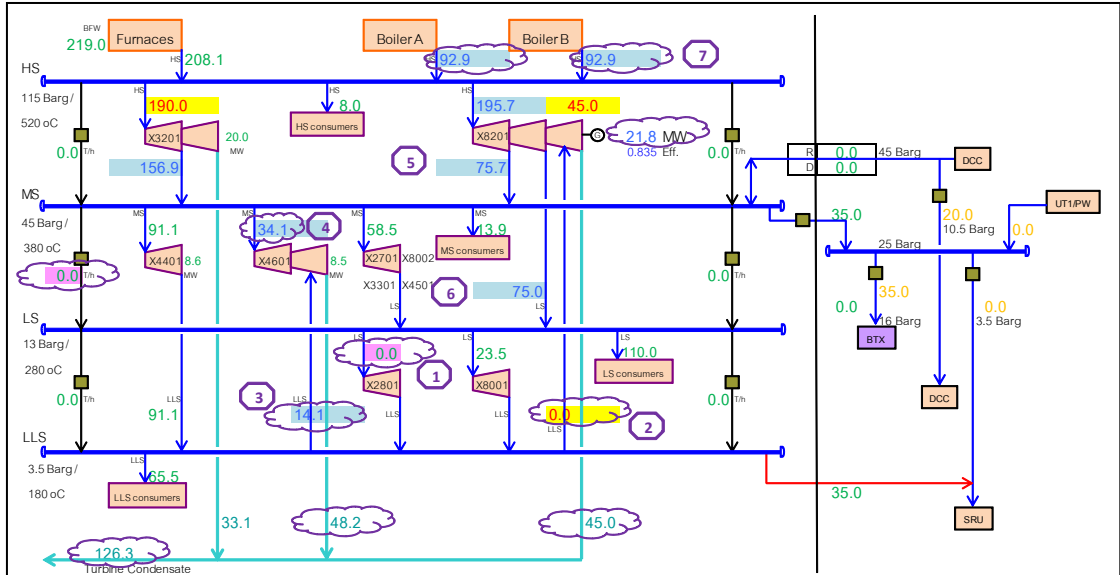 BFW
219.0
Furnaces
Boiler A
Boiler B
HS
208.1
HS
92.9
HS
92.9
7
HS
115 Barg /
520 oC
HS
190.0
X3201
20.0
MW
156.9
8.0
HS consumers
HS
195.7
45.0
X8201
G
21.8 MW
0.835 Eff.
5
75.7
0.0
T/h
0.0
T/h
R
0.0
45 Barg
D
0.0
DCC
MS
45 Barg /
380 oC
MS
91.1
X4401
8.6
MW
MS
34.1
4
X4601
8.5
MW
MS
58.5
X2701
X8002
X3301
X4501
LS
MS
13.9
MS consumers
6
75.0
LS
0.0
T/h
0.0
T/h
35.0
20.0
10.5 Barg
UT1/PW
0.0
25 Barg
35.0
0.0
16 Barg
BTX
0.0
3.5 Barg
DCC
LS
13 Barg /
280 oC
LS
0.0
1
X2801
LLS
LS
23.5
X8001
LLS
LS
110.0
LS consumers
3
14.1
LLS
0.0
2
LLS
91.1
0.0
T/h
0.0
T/h
LLS
3.5 Barg /
180 oC
LLS
65.5
LLS consumers
33.1
48.2
45.0
35.0
SRU
126.3
Turbine Condensate